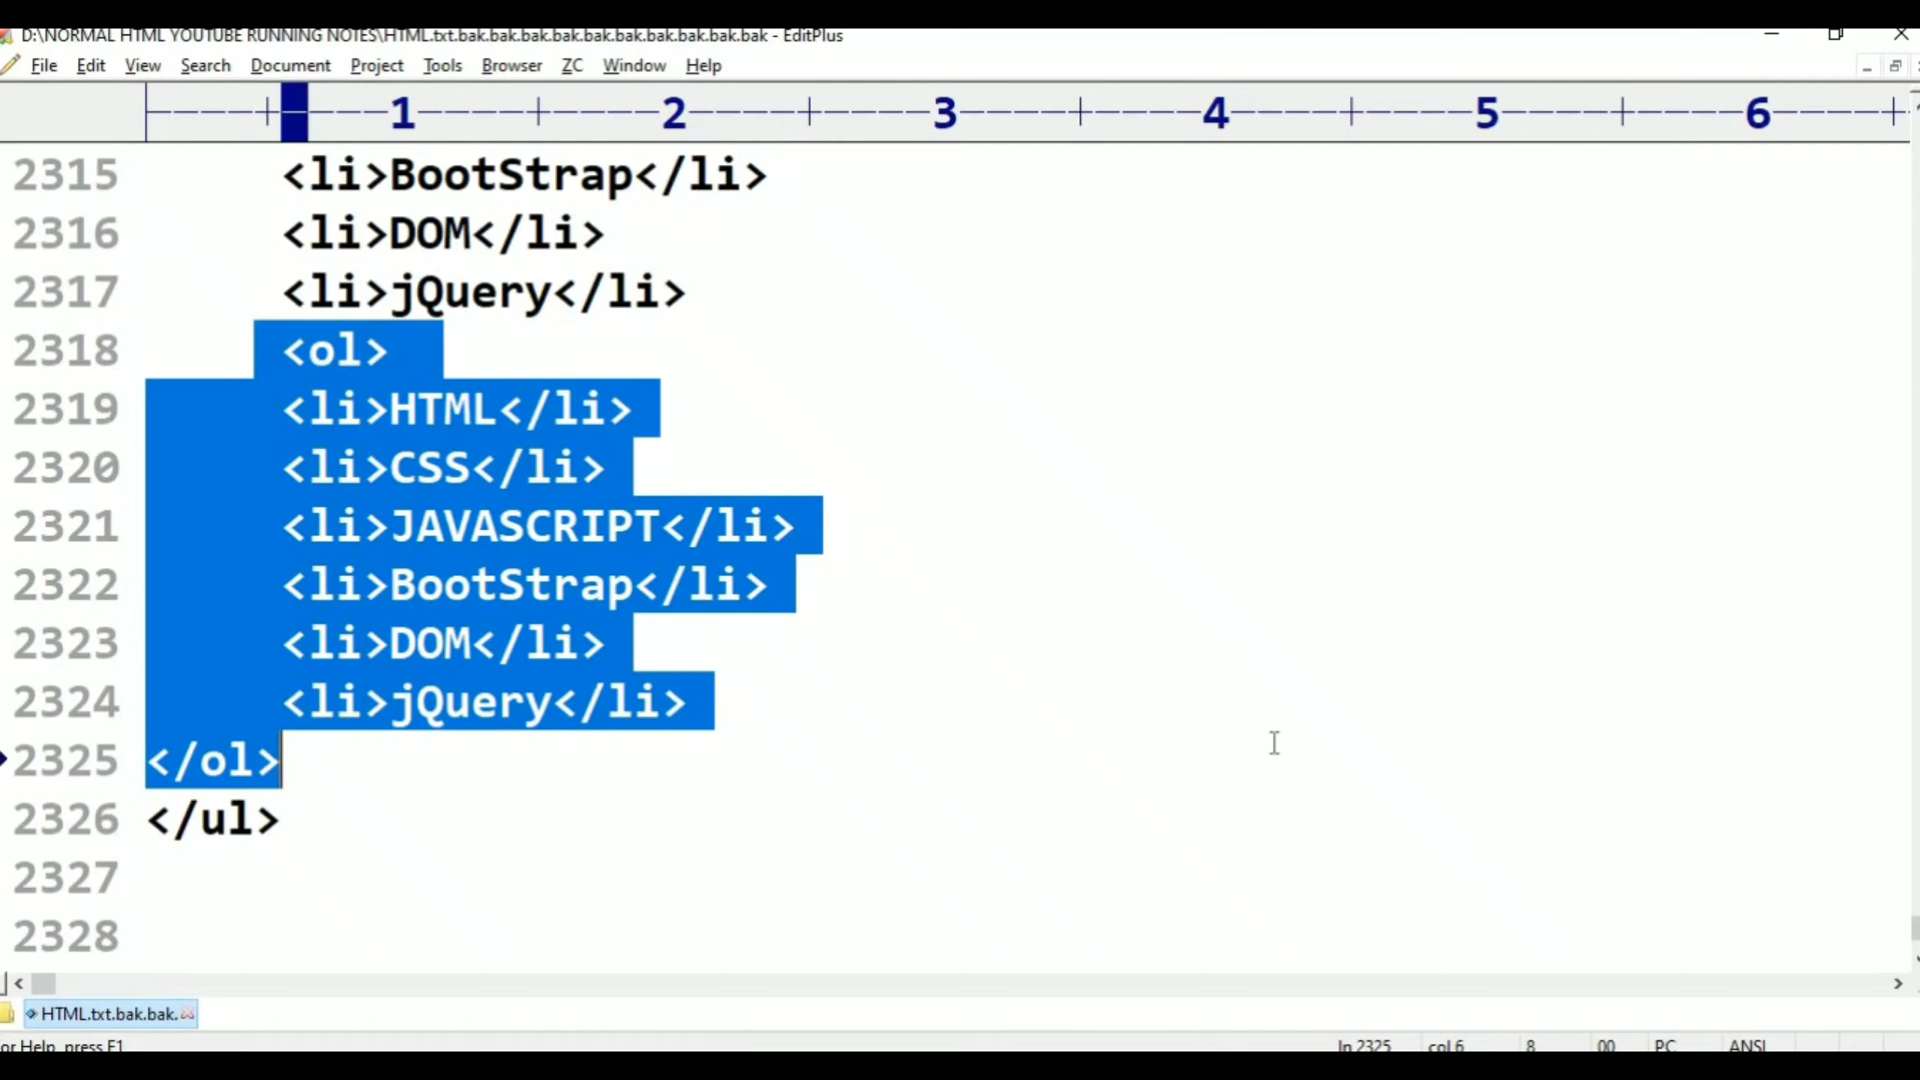 D:\NORMAL HTML YOUTUBE RUNNING NOTES\HTML.txt.bak.bak.bak.bak.bak.bak.bak.bak.bak.bak - EditPlus
File Edit View Search Document Project Tools Browser ZC Window Help
1 2 3 4 5 6
2315 <li>BootStrap</li>
2316 <li>DOM</li>
2317 <li>jQuery</li>
2318 <ol>
2319 <li>HTML</li>
2320 <li>CSS</li>
2321 <li>JAVASCRIPT</li>
2322 <li>BootStrap</li>
2323 <li>DOM</li>
2324 <li>jQuery</li>
2325 </ol>
2326 </ul>
2327
2328
HTML.txt.bak.bak.
or Help, press F1 ln 2325 col 6 8 00 PC ANSI